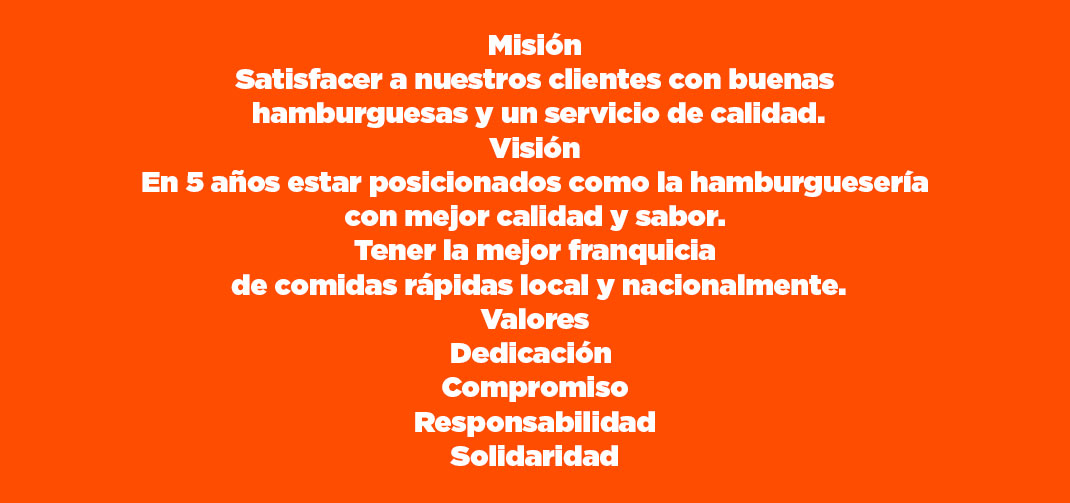 Misión
Satisfacer a nuestros clientes con buenas
hamburguesas y un servicio de calidad.
Visión
En 5 años estar posicionados como la hamburguesería
con mejor calidad y sabor.
Tener la mejor franquicia
de comidas rápidas local y nacionalmente.
Valores
Dedicación
Compromiso
Responsabilidad
Solidaridad